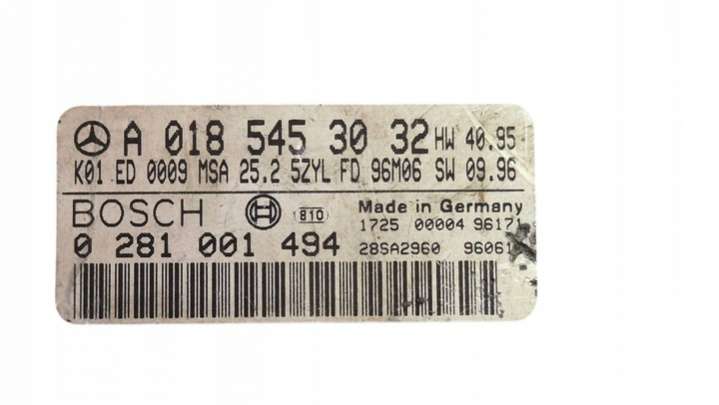 A 018 545 30 32 HW 40.95
K01 ED 0009 MSA 25.2 5ZYL FD 96M06 SW 09.96
BOSCH 810 Made in Germany
1725 00004 96171
0 281 001 494 28SA2960 96061